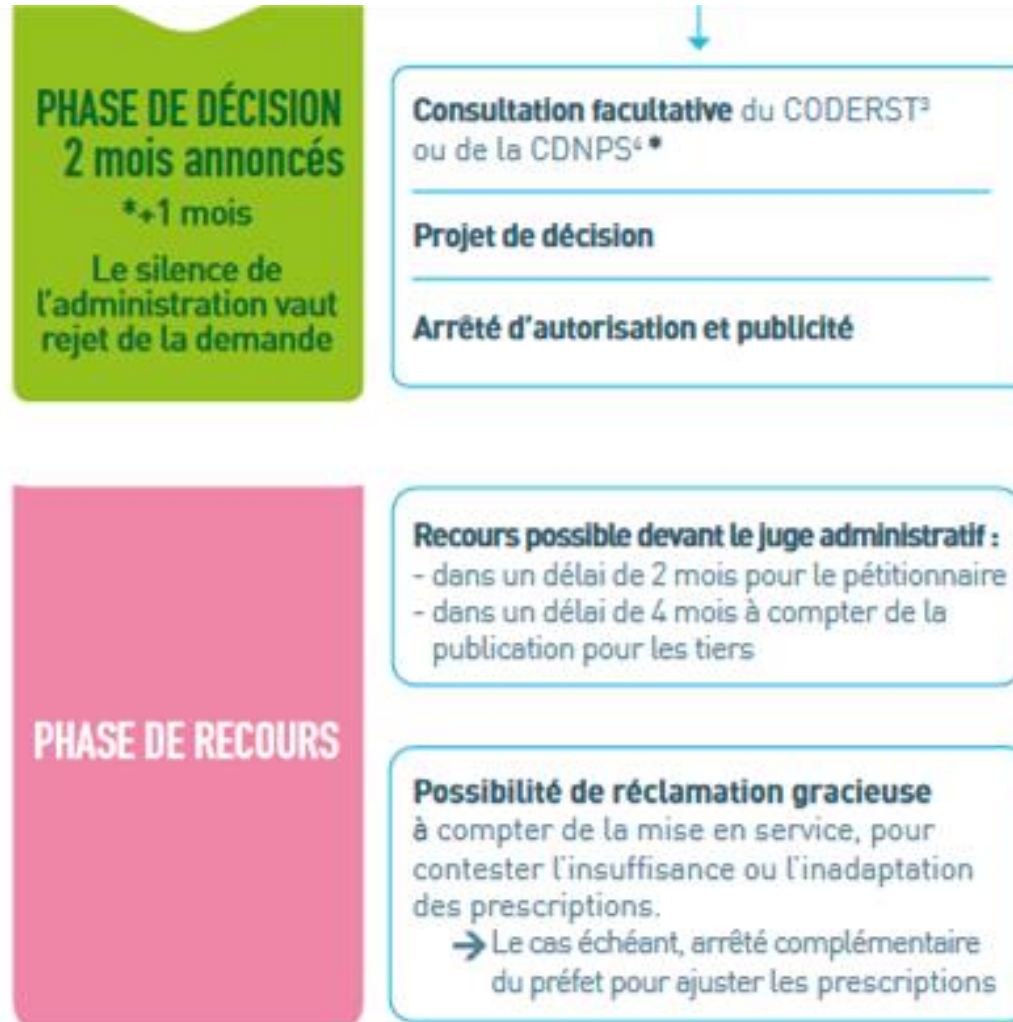 PHASE DE DÉCISION
2 mois annoncés
*+1 mois
Le silence de
l'administration vaut
rejet de la demande
Consultation facultative du CODERST³
ou de la CDNPS⁴ *
Projet de décision
Arrêté d'autorisation et publicité
PHASE DE RECOURS
Recours possible devant le juge administratif :
- dans un délai de 2 mois pour le pétitionnaire
- dans un délai de 4 mois à compter de la
publication pour les tiers
Possibilité de réclamation gracieuse
à compter de la mise en service, pour
contester l'insuffisance ou l'inadaptation
des prescriptions.
→ Le cas échéant, arrêté complémentaire
du préfet pour ajuster les prescriptions